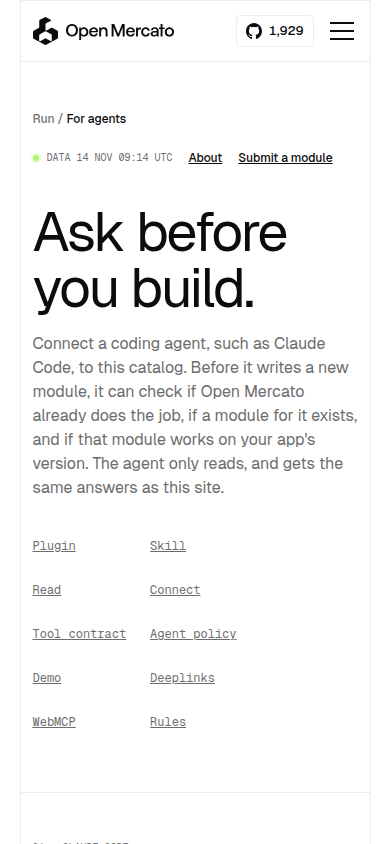 Open Mercato
1,929
Run / For agents
DATA 14 NOV 09:14 UTC
About
Submit a module
Ask before
you build.
Connect a coding agent, such as Claude
Code, to this catalog. Before it writes a new
module, it can check if Open Mercato
already does the job, if a module for it exists,
and if that module works on your app's
version. The agent only reads, and gets the
same answers as this site.
Plugin
Skill
Read
Connect
Tool contract
Agent policy
Demo
Deeplinks
WebMCP
Rules